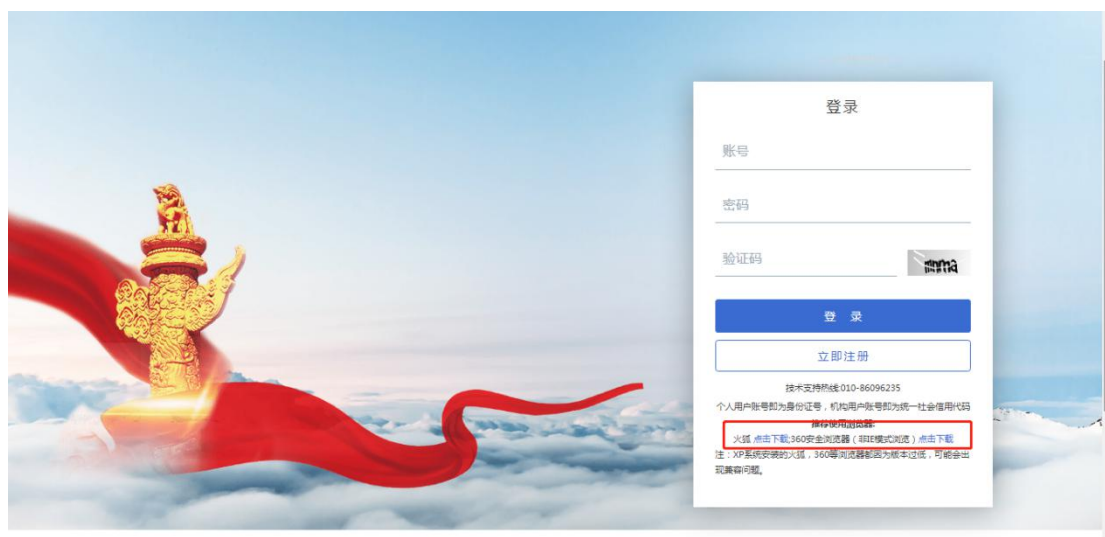 登录
账号
密码
验证码
登 录
立即注册
技术支持热线:010-86096235
个人用户账号即为身份证号，机构用户账号即为统一社会信用代码
推荐使用浏览器:
火狐 点击下载;360安全浏览器（非IE模式浏览）点击下载
注：XP系统安装的火狐，360等浏览器都因为版本过低，可能会出
现兼容问题。